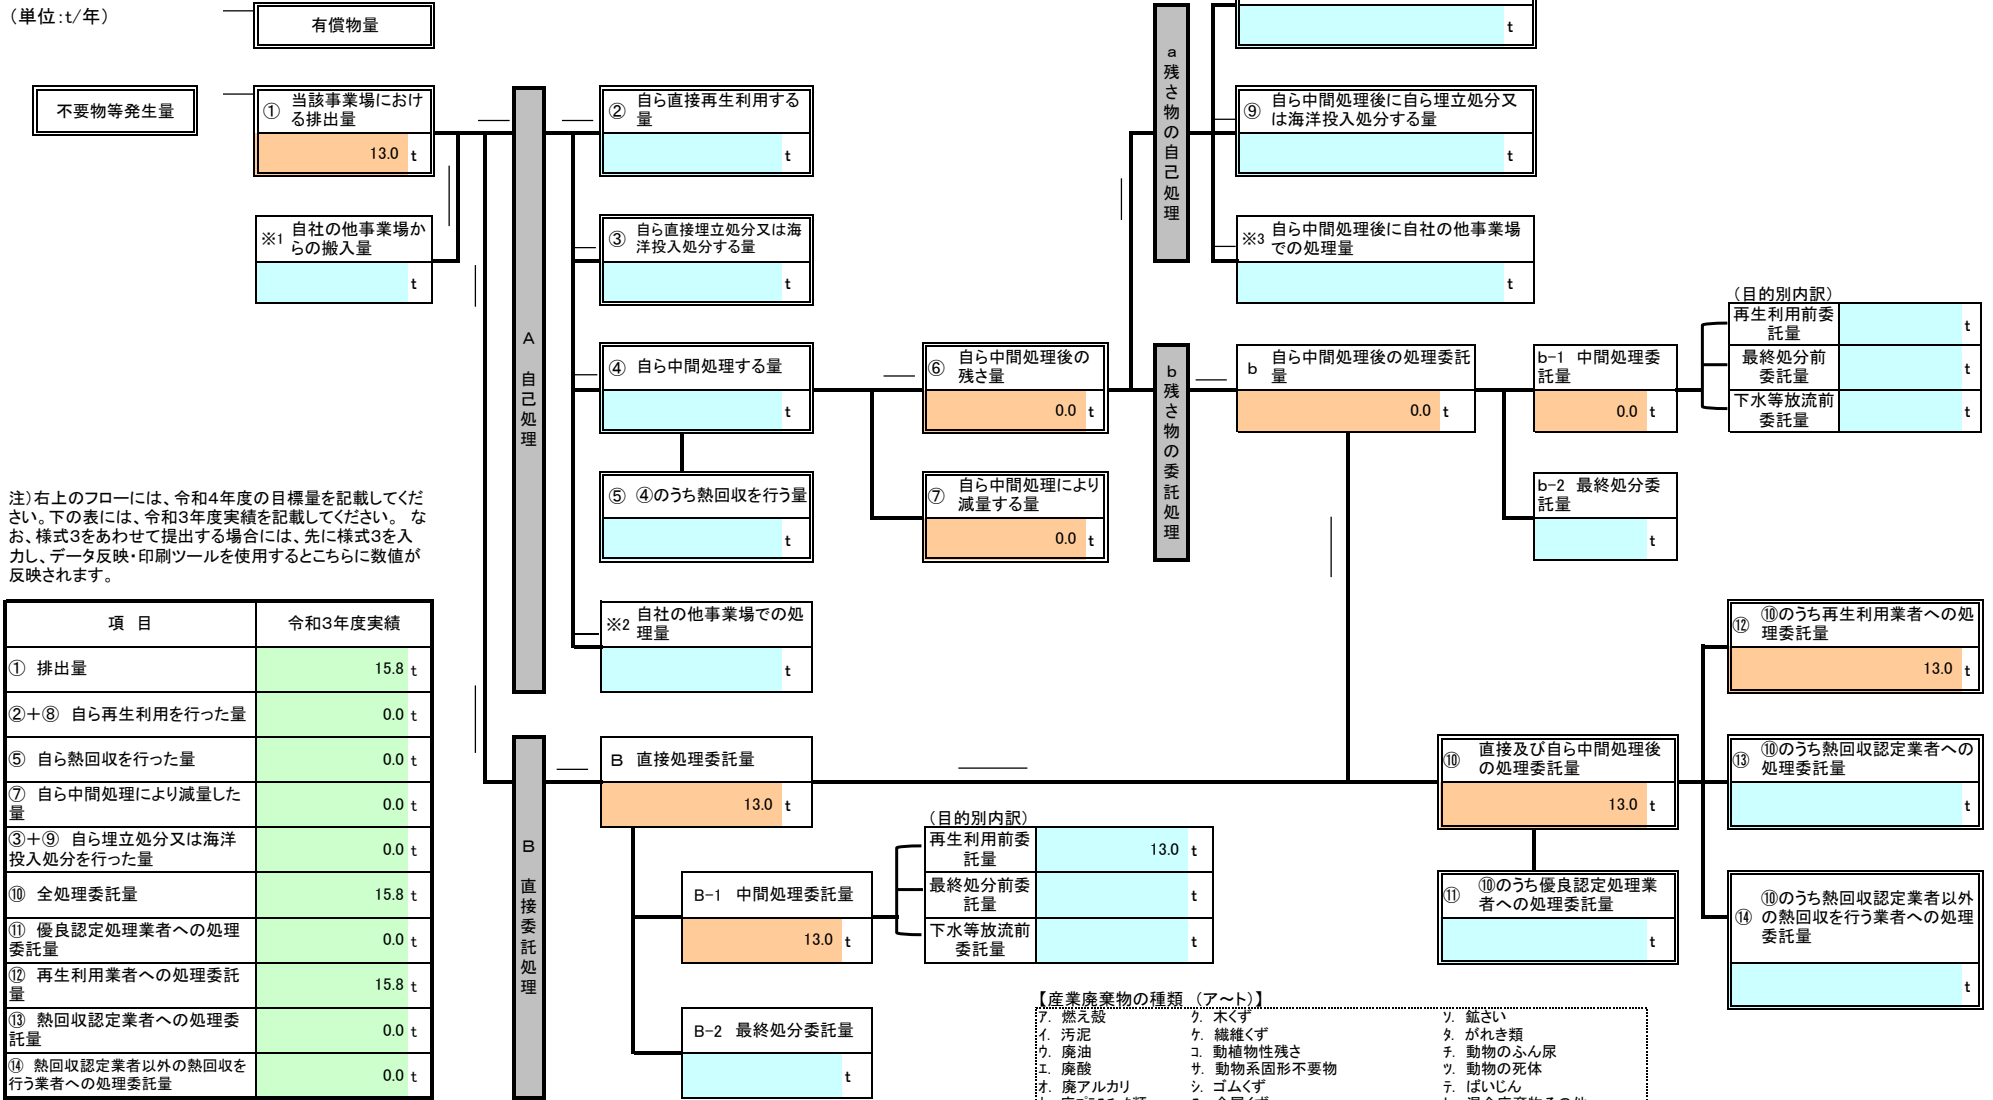 (単位:t/年)
有償物量
t
不要物等発生量
① 当該事業場におけ
る排出量
13.0 t
※1 自社の他事業場か
らの搬入量
t
A 自己処理
② 自ら直接再生利用する
量
t
③ 自ら直接埋立処分又は海
洋投入処分する量
t
④ 自ら中間処理する量
t
⑤ ④のうち熱回収を行う量
t
※2 自社の他事業場での処
理量
t
⑥ 自ら中間処理後の
残さ量
0.0 t
⑦ 自ら中間処理により
減量する量
0.0 t
a 残さ物の自己処理
⑨ 自ら中間処理後に自ら埋立処分又
は海洋投入処分する量
t
※3 自ら中間処理後に自社の他事業場
での処理量
t
b 残さ物の委託処理
b 自ら中間処理後の処理委託
量
0.0 t
b-1 中間処理委
託量
0.0 t
b-2 最終処分委
託量
t
(目的別内訳)
再生利用前委
託量
t
最終処分前
委託量
t
下水等放流前
委託量
t
注)右上のフローには、令和4年度の目標量を記載してくだ
さい。下の表には、令和3年度実績を記載してください。 な
お、様式3をあわせて提出する場合には、先に様式3を入
力し、データ反映・印刷ツールを使用するとこちらに数値が
反映されます。
項 目 令和3年度実績
① 排出量 15.8 t
②+⑧ 自ら再生利用を行った量 0.0 t
⑤ 自ら熱回収を行った量 0.0 t
⑦ 自ら中間処理により減量した
量 0.0 t
③+⑨ 自ら埋立処分又は海洋
投入処分を行った量 0.0 t
⑩ 全処理委託量 15.8 t
⑪ 優良認定処理業者への処理
委託量 0.0 t
⑫ 再生利用業者への処理委託
量 15.8 t
⑬ 熱回収認定業者への処理委
託量 0.0 t
⑭ 熱回収認定業者以外の熱回収を
行う業者への処理委託量 0.0 t
B 直接委託処理
B 直接処理委託量
13.0 t
B-1 中間処理委託量
13.0 t
B-2 最終処分委託量
t
(目的別内訳)
再生利用前委
託量
13.0 t
最終処分前委
託量
t
下水等放流前
委託量
t
⑩ 直接及び自ら中間処理後
の処理委託量
13.0 t
⑪ ⑩のうち優良認定処理業
者への処理委託量
t
⑫ ⑩のうち再生利用業者への処
理委託量
13.0 t
⑬ ⑩のうち熱回収認定業者への
処理委託量
t
⑭ ⑩のうち熱回収認定業者以外
の熱回収を行う業者への処理
委託量
t
【産業廃棄物の種類 (ア~ト)】
ア. 燃え殻 ク. 木くず ソ. 鉱さい
イ. 汚泥 ケ. 繊維くず タ. がれき類
ウ. 廃油 コ. 動植物性残さ チ. 動物のふん尿
エ. 廃酸 サ. 動物系固形不要物 ツ. 動物の死体
オ. 廃アルカリ シ. ゴムくず テ. ばいじん